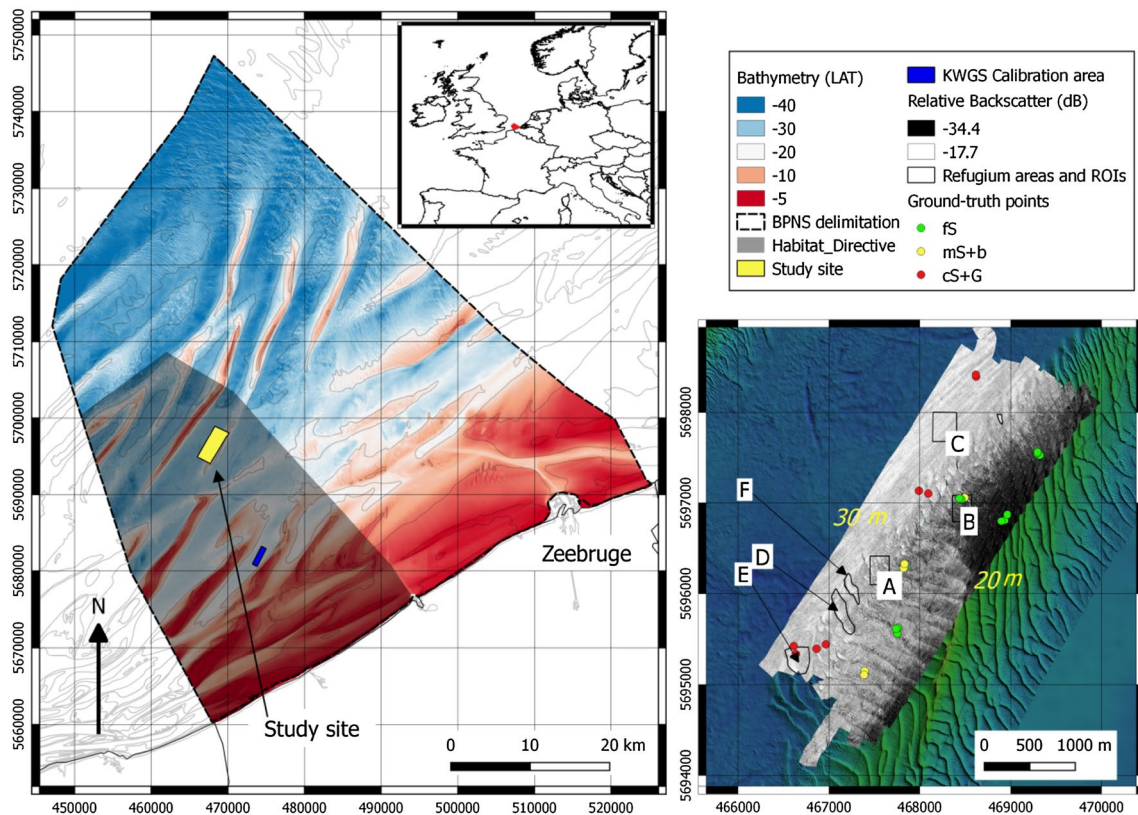 5750000
5740000
5730000
5720000
5710000
5700000
5690000
5680000
5670000
5660000
450000
460000
470000
480000
490000
500000
510000
520000
N
Zeebruge
Study site
0
10
20 km
Bathymetry (LAT)
-40
-30
-20
-10
-5
BPNS delimitation
Habitat_Directive
Study site
KWGS Calibration area
Relative Backscatter (dB)
-34.4
-17.7
Refugium areas and ROIs
Ground-truth points
fS
mS+b
cS+G
5698000
5697000
5696000
5695000
5694000
C
F
30 m
B
D
E
A
20 m
0
500
1000 m
466000
467000
468000
469000
470000